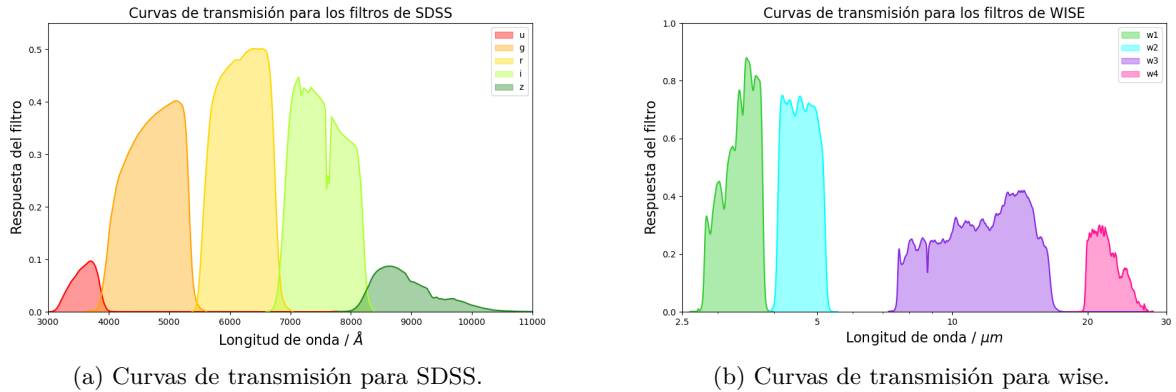 Curvas de transmisión para los filtros de SDSS
Respuesta del filtro
0.5
0.4
0.3
0.2
0.1
0.0
u
g
r
i
z
3000 4000 5000 6000 7000 8000 9000 10000 11000
Longitud de onda / Å
(a) Curvas de transmisión para SDSS.
Curvas de transmisión para los filtros de WISE
Respuesta del filtro
1.0
0.8
0.6
0.4
0.2
0.0
w1
w2
w3
w4
2.5 5 10 20 30
Longitud de onda / μm
(b) Curvas de transmisión para wise.